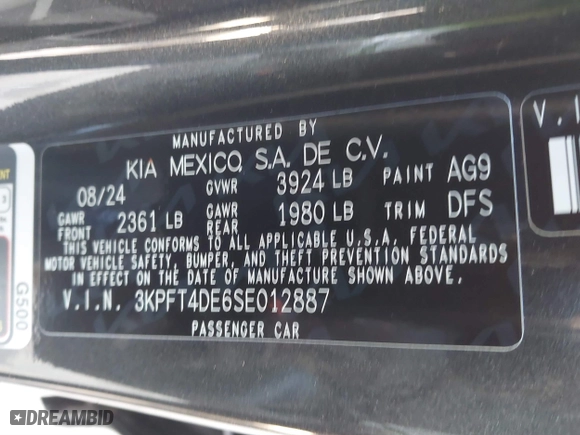 MANUFACTURED BY
KIA MEXICO, S.A. DE C.V.
08/24 GVWR 3924 LB PAINT AG9
GAWR FRONT 2361 LB GAWR REAR 1980 LB TRIM DFS
THIS VEHICLE CONFORMS TO ALL APPLICABLE U.S.A. FEDERAL
MOTOR VEHICLE SAFETY, BUMPER, AND THEFT PREVENTION STANDARDS
IN EFFECT ON THE DATE OF MANUFACTURE SHOWN ABOVE.
V.I.N. 3KPFT4DE6SE012887
PASSENGER CAR
G500
V.I
DREAMBID